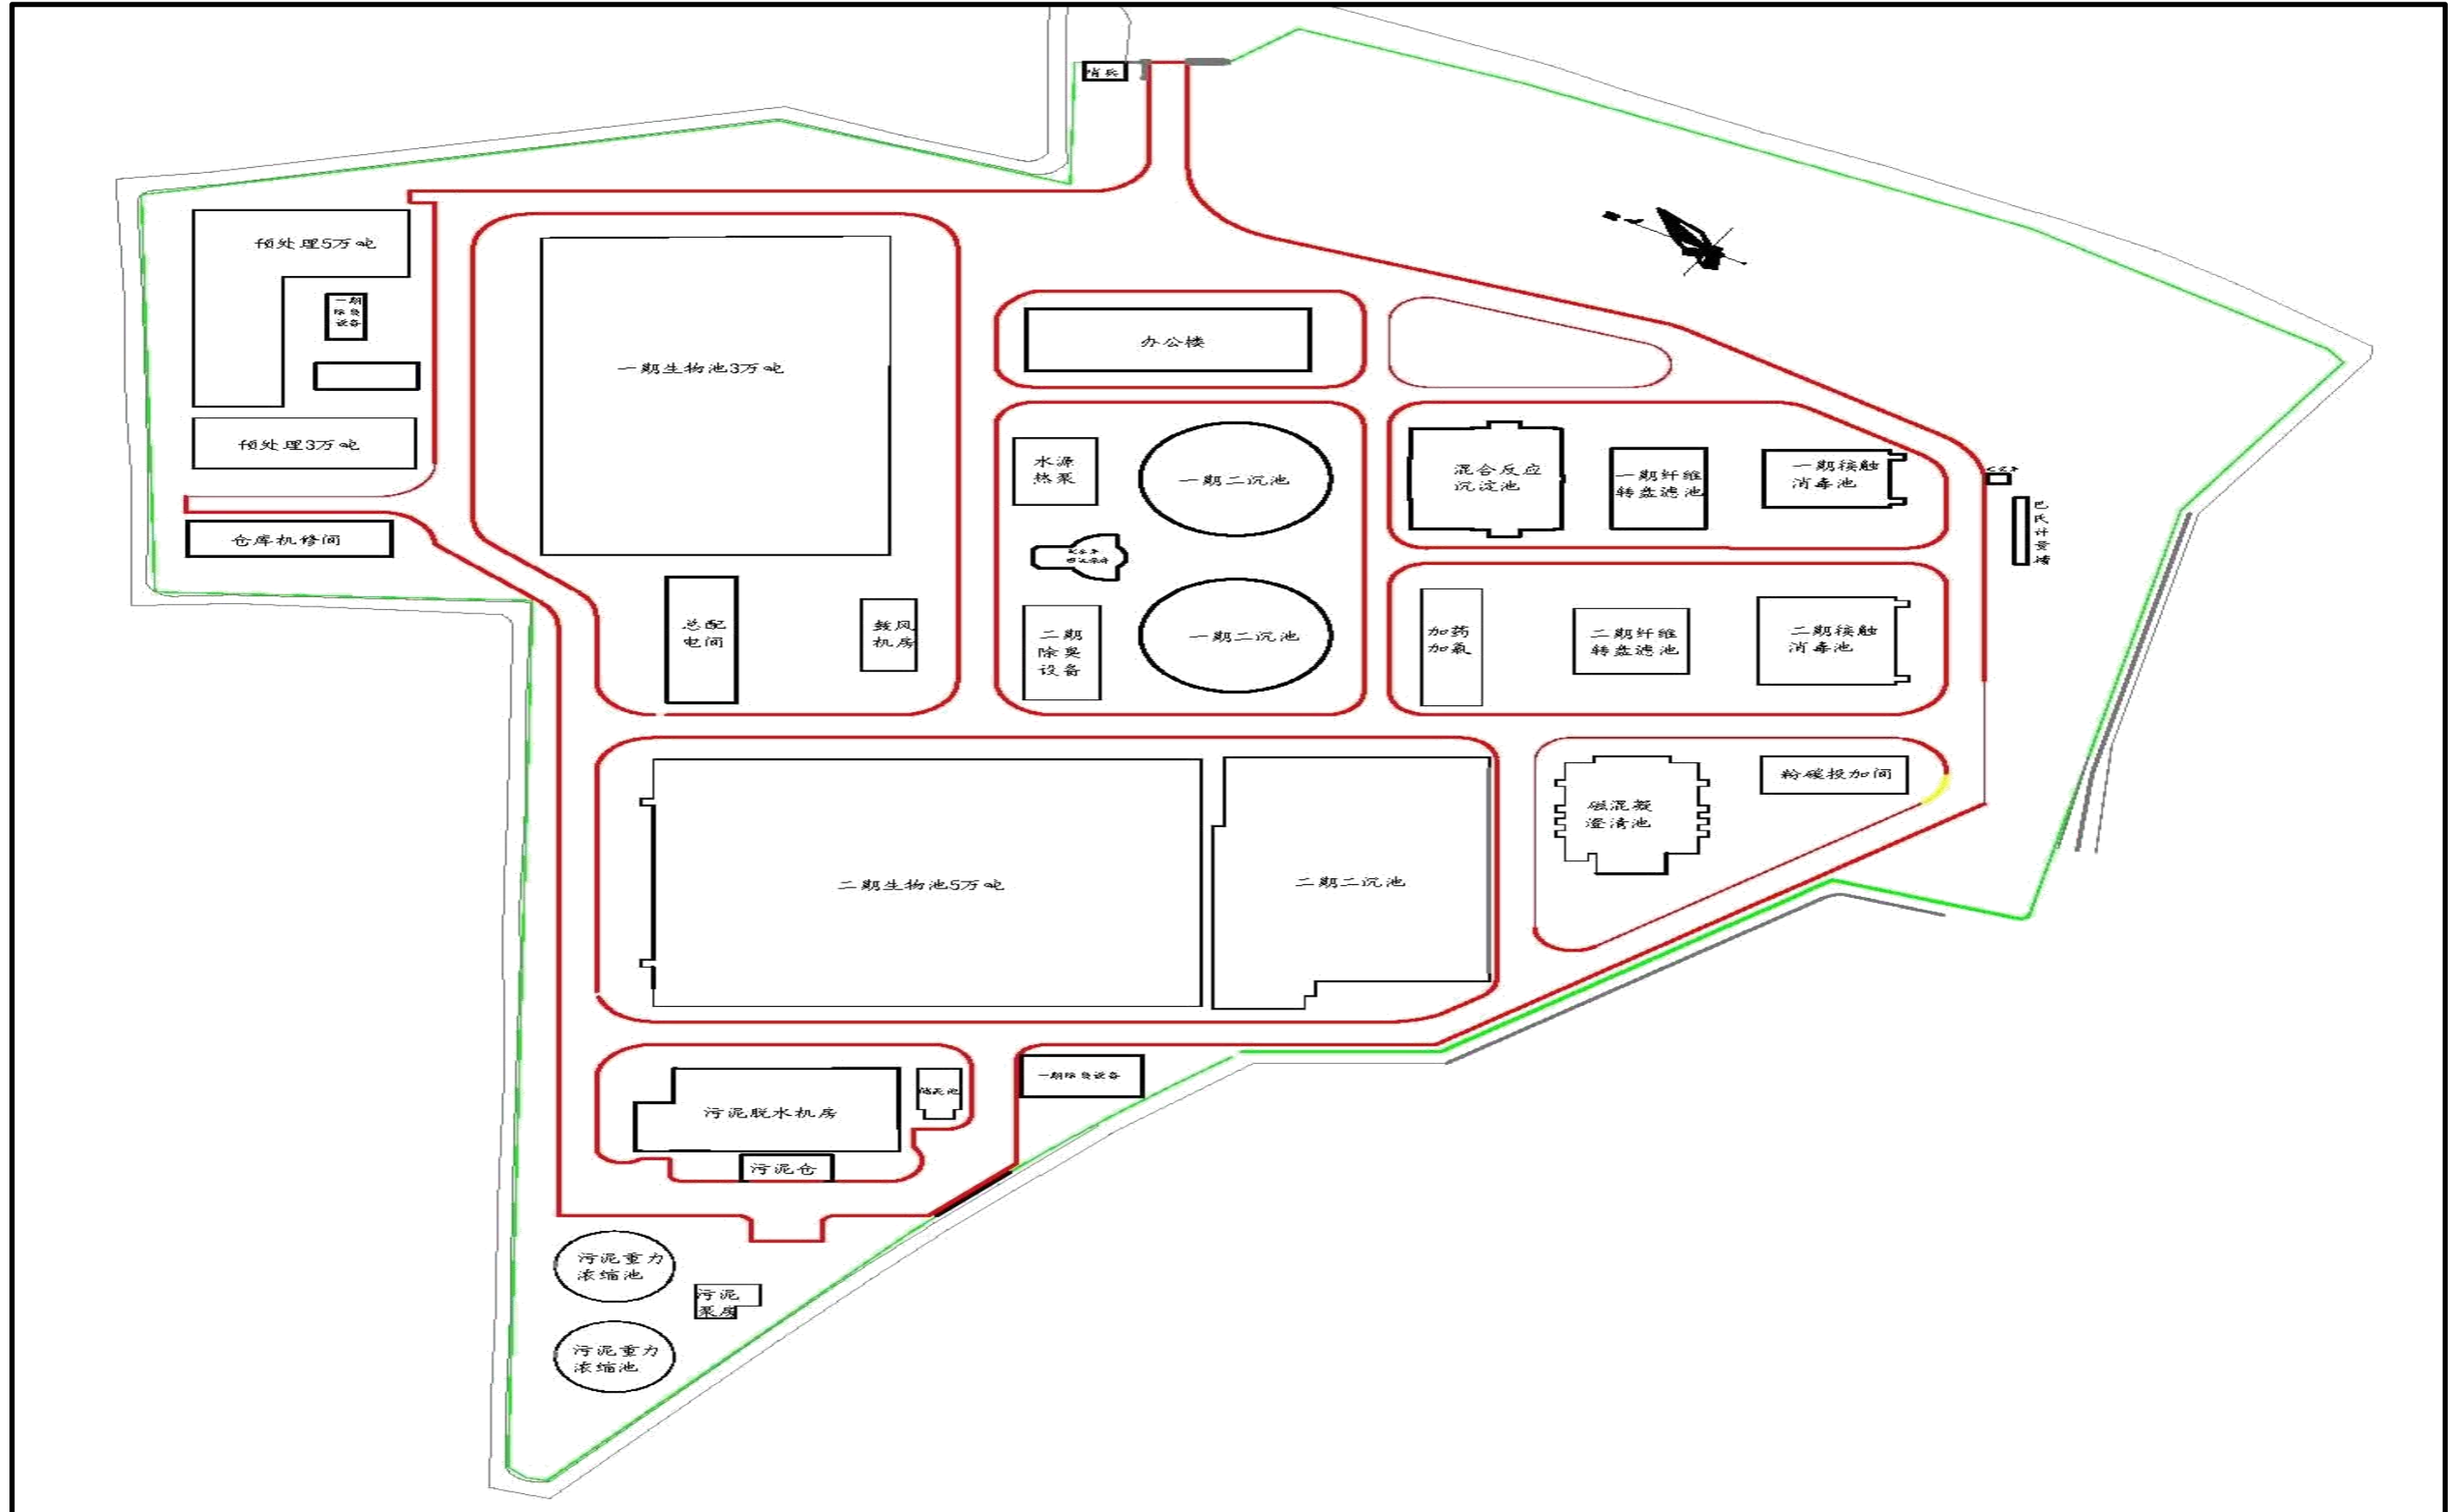 预处理5万吨
一期
除臭
设备
一期生物池3万吨
办公楼
预处理3万吨
仓库机修间
水源
热泵
一期二沉池
混合反应
沉淀池
一期纤维
转盘滤池
一期接触
消毒池
巴
氏
计
量
槽
总配
电间
鼓风
机房
二期
除臭
设备
一期二沉池
加药
加氯
二期纤维
转盘滤池
二期接触
消毒池
二期生物池5万吨
二期二沉池
磁混凝
澄清池
粉碳投加间
一期除臭设备
污泥脱水机房
储泥池
污泥仓
污泥重力
浓缩池
污泥
泵房
污泥重力
浓缩池